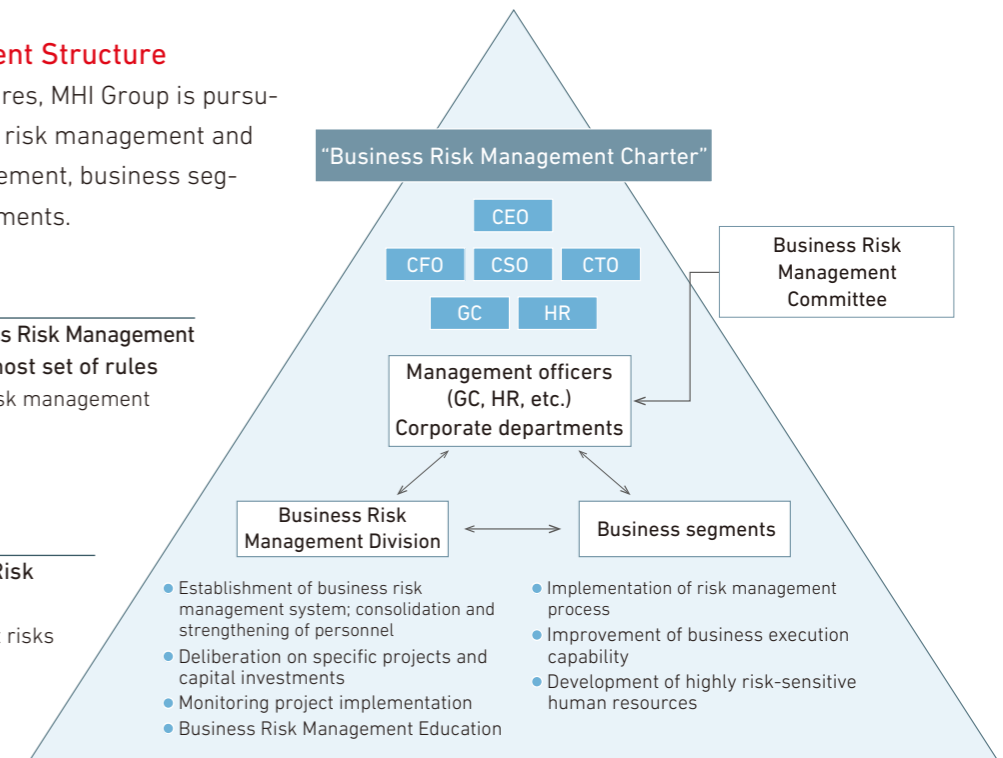 ent Structure
res, MHI Group is pursu-
risk management and
ement, business seg-
ments.
s Risk Management
most set of rules
sk management
Risk
t risks
"Business Risk Management Charter"
CEO
CFO CSO CTO
GC HR
Business Risk
Management
Committee
Management officers
(GC, HR, etc.)
Corporate departments
Business Risk
Management Division
Business segments
● Establishment of business risk
management system; consolidation and
strengthening of personnel
● Deliberation on specific projects and
capital investments
● Monitoring project implementation
● Business Risk Management Education
● Implementation of risk management
process
● Improvement of business execution
capability
● Development of highly risk-sensitive
human resources